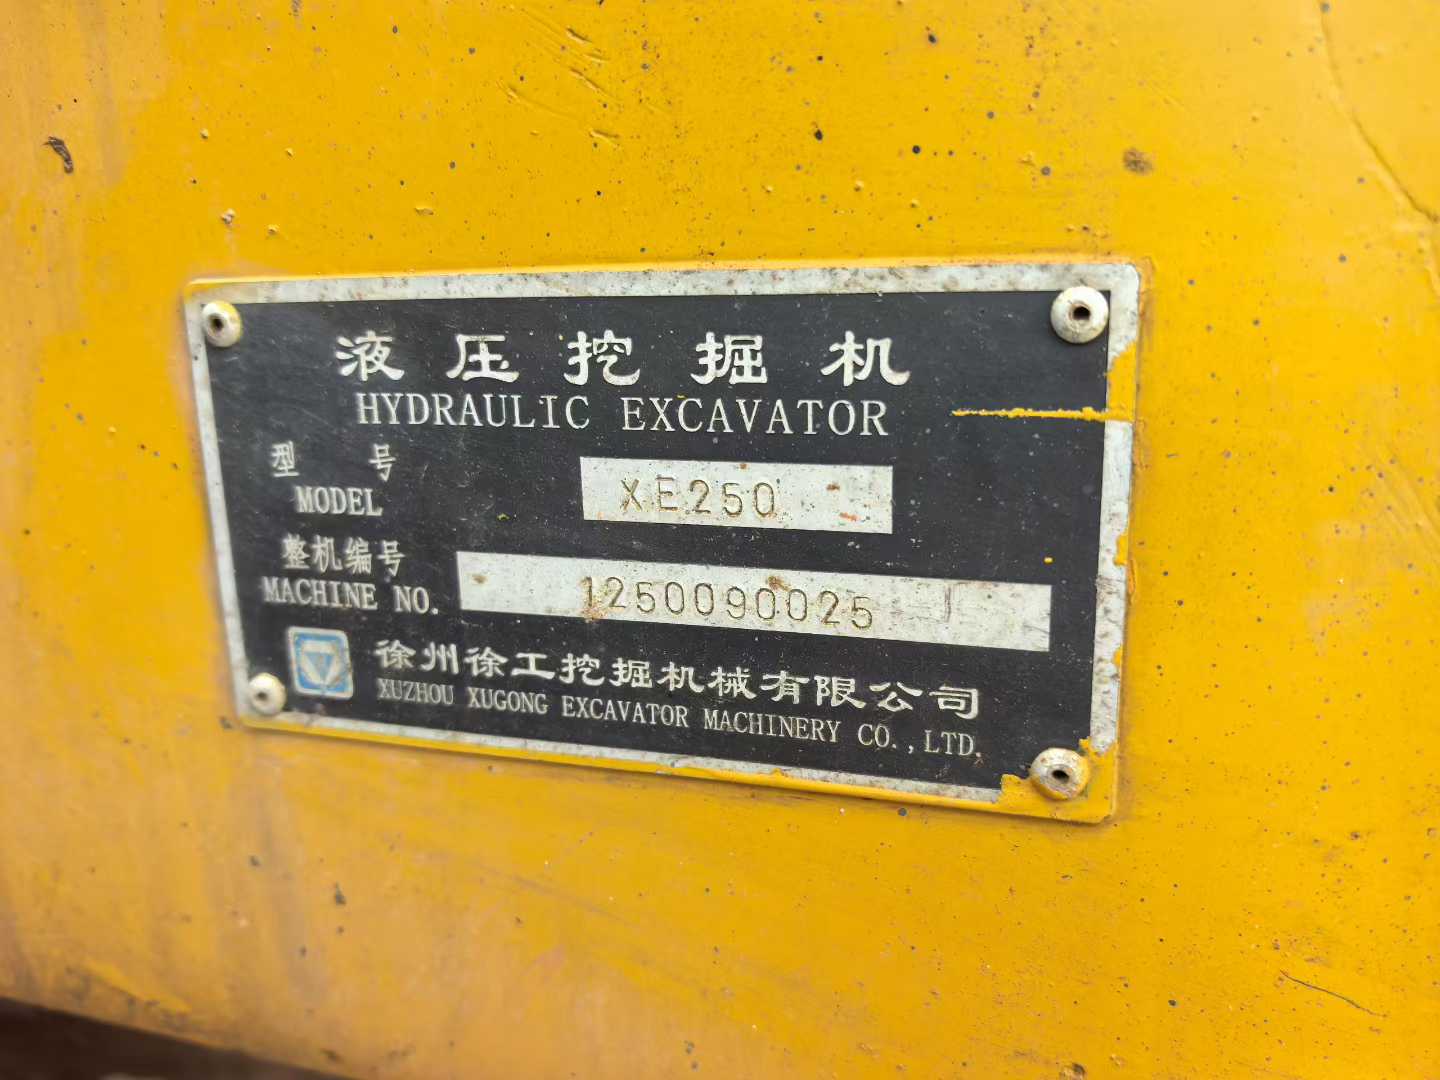 液压挖掘机
HYDRAULIC EXCAVATOR
型 号 XE250
MODEL
整机编号 1250090025
MACHINE NO.
徐州徐工挖掘机械有限公司
XUZHOU XUGONG EXCAVATOR MACHINERY CO.,LTD.